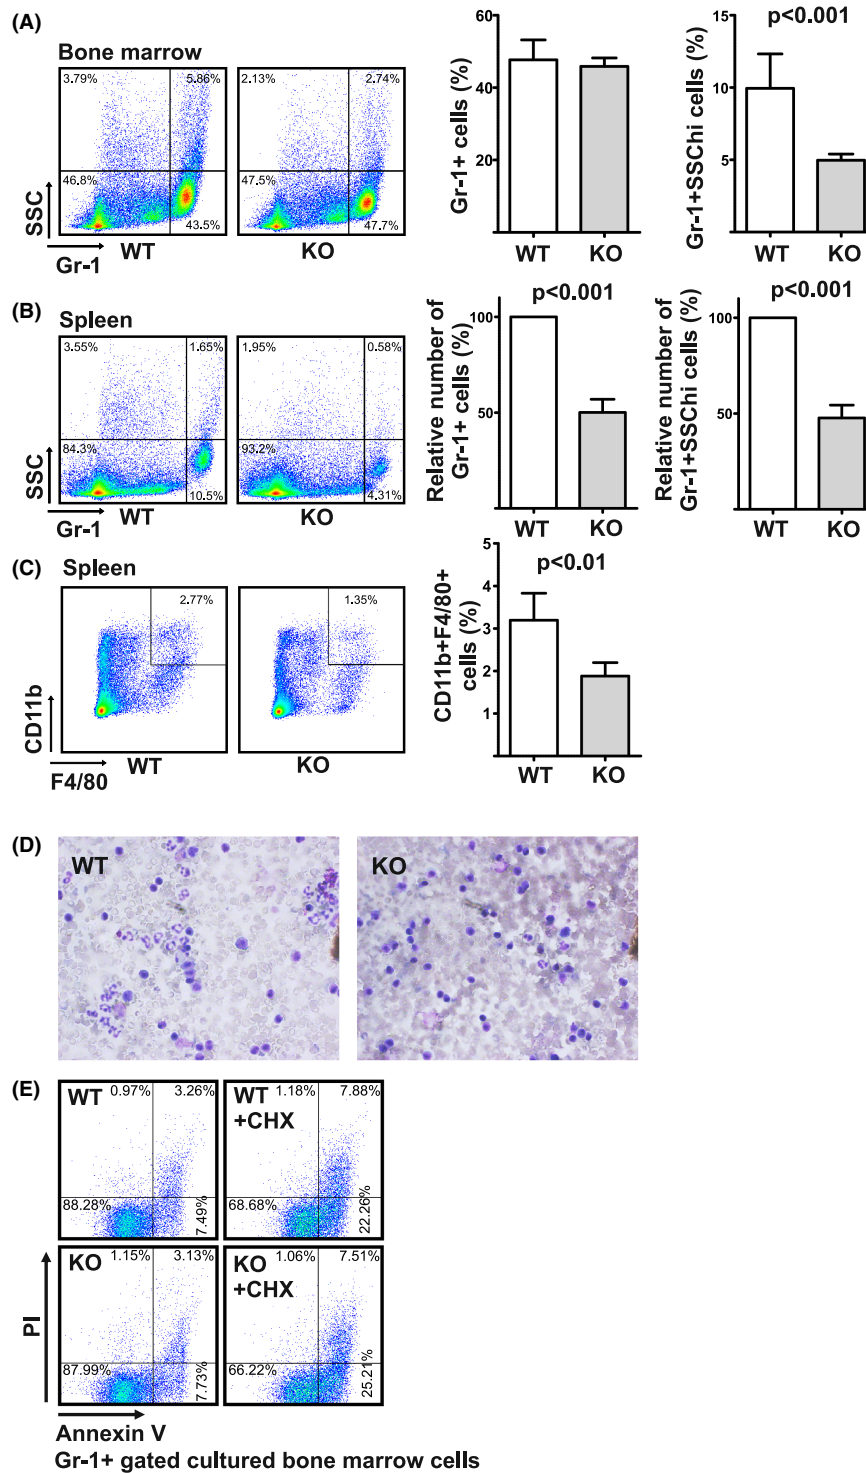 (A)
Bone marrow
3.79% 5.86%
46.8%
43.5%
2.13% 2.74%
47.5%
47.7%
SSC
Gr-1
WT
KO
Gr-1+ cells (%)
60
40
20
WT KO
p<0.001
Gr-1+SSChi cells (%)
15
10
5
WT KO
(B)
Spleen
3.55% 1.65%
84.3%
10.5%
1.95% 0.58%
93.2%
4.31%
SSC
Gr-1
WT
KO
p<0.001
Relative number of
Gr-1+ cells (%)
100
50
WT KO
p<0.001
Relative number of
Gr-1+SSChi cells (%)
100
50
WT KO
(C)
Spleen
2.77%
1.35%
CD11b
F4/80
WT
KO
p<0.01
CD11b+F4/80+
cells (%)
5
4
3
2
1
WT KO
(D)
WT
KO
(E)
WT
0.97% 3.26%
88.28%
7.49%
WT
+CHX
1.18% 7.88%
68.68%
22.26%
KO
1.15% 3.13%
87.99%
7.73%
KO
+CHX
1.06% 7.51%
66.22%
25.21%
PI
Annexin V
Gr-1+ gated cultured bone marrow cells